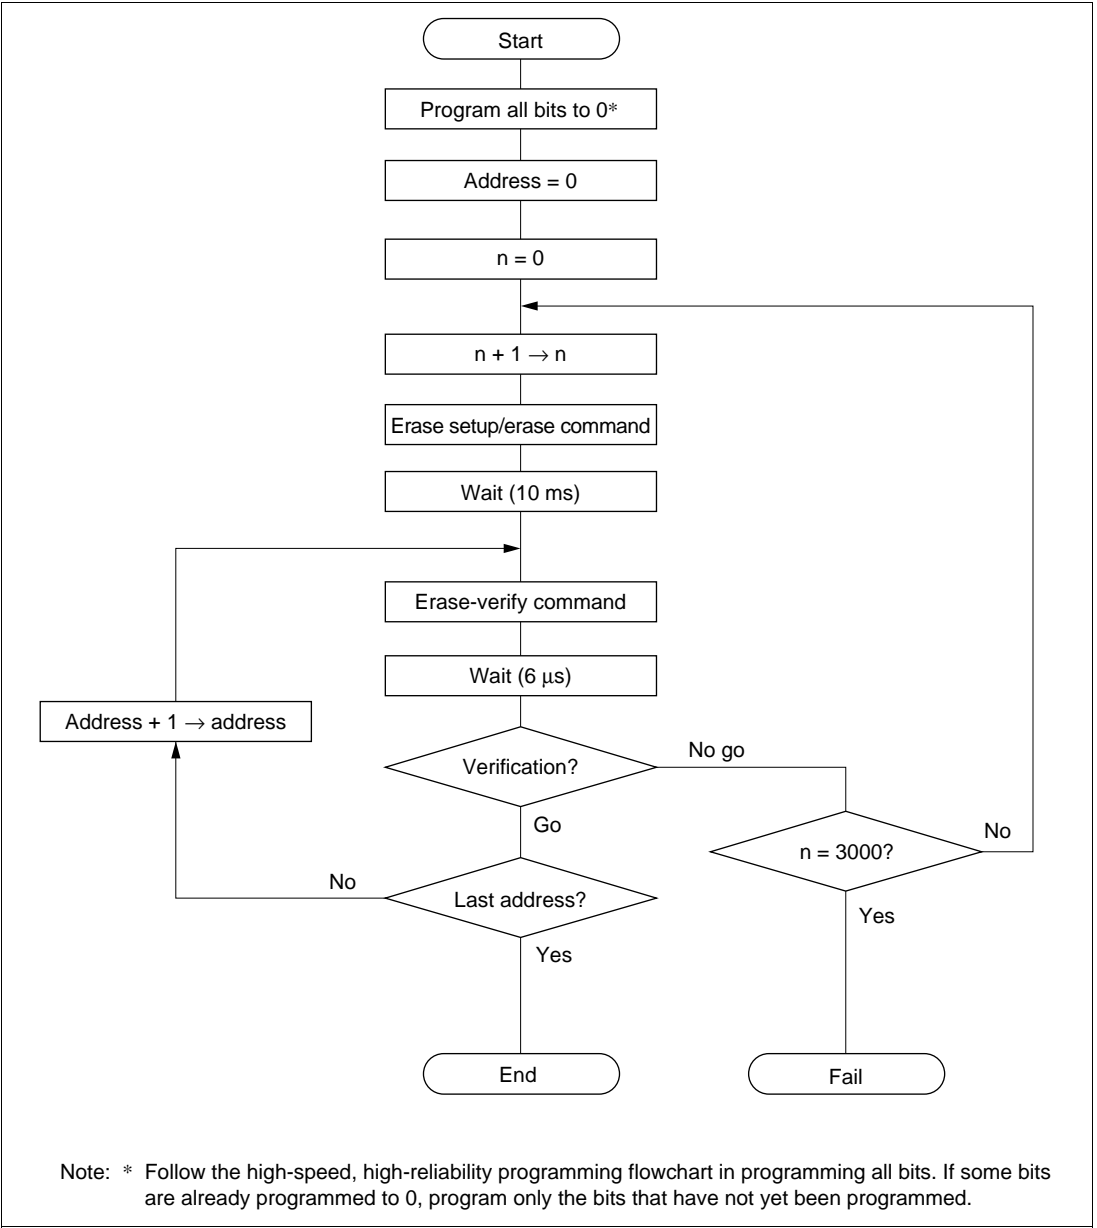 Start
Program all bits to 0*
Address = 0
n = 0
n + 1 → n
Erase setup/erase command
Wait (10 ms)
Erase-verify command
Wait (6 μs)
Address + 1 → address
Verification?
No go
Go
n = 3000?
No
No
Last address?
Yes
Yes
End
Fail
Note: * Follow the high-speed, high-reliability programming flowchart in programming all bits. If some bits
are already programmed to 0, program only the bits that have not yet been programmed.